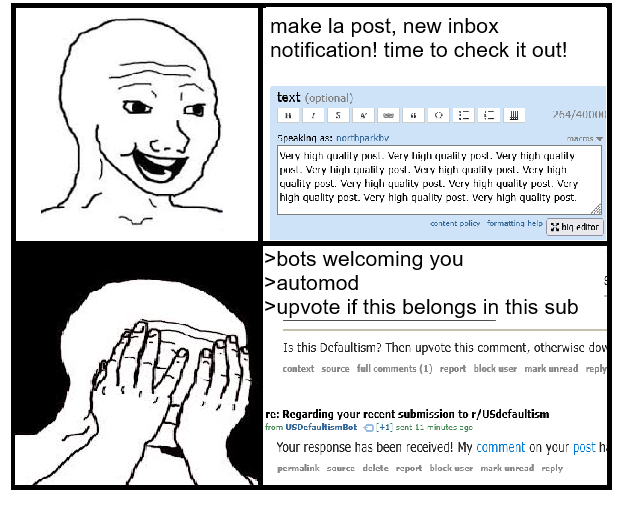 make la post, new inbox
notification! time to check it out!
text (optional)
264/40000
Speaking as: northparkbv
macros
Very high quality post. Very high quality post. Very high quality
post. Very high quality post. Very high quality post. Very high
quality post. Very high quality post. Very high quality post. Very
high quality post. Very high quality post. Very high quality post.
content policy formatting help big editor
>bots welcoming you
>automod
>upvote if this belongs in this sub
Is this Defaultism? Then upvote this comment, otherwise dow
context source full comments (1) report block user mark unread reply
re: Regarding your recent submission to r/USdefaultism
from USDefaultismBot [+1] sent 11 minutes ago
Your response has been received! My comment on your post ha
permalink source delete report block user mark unread reply